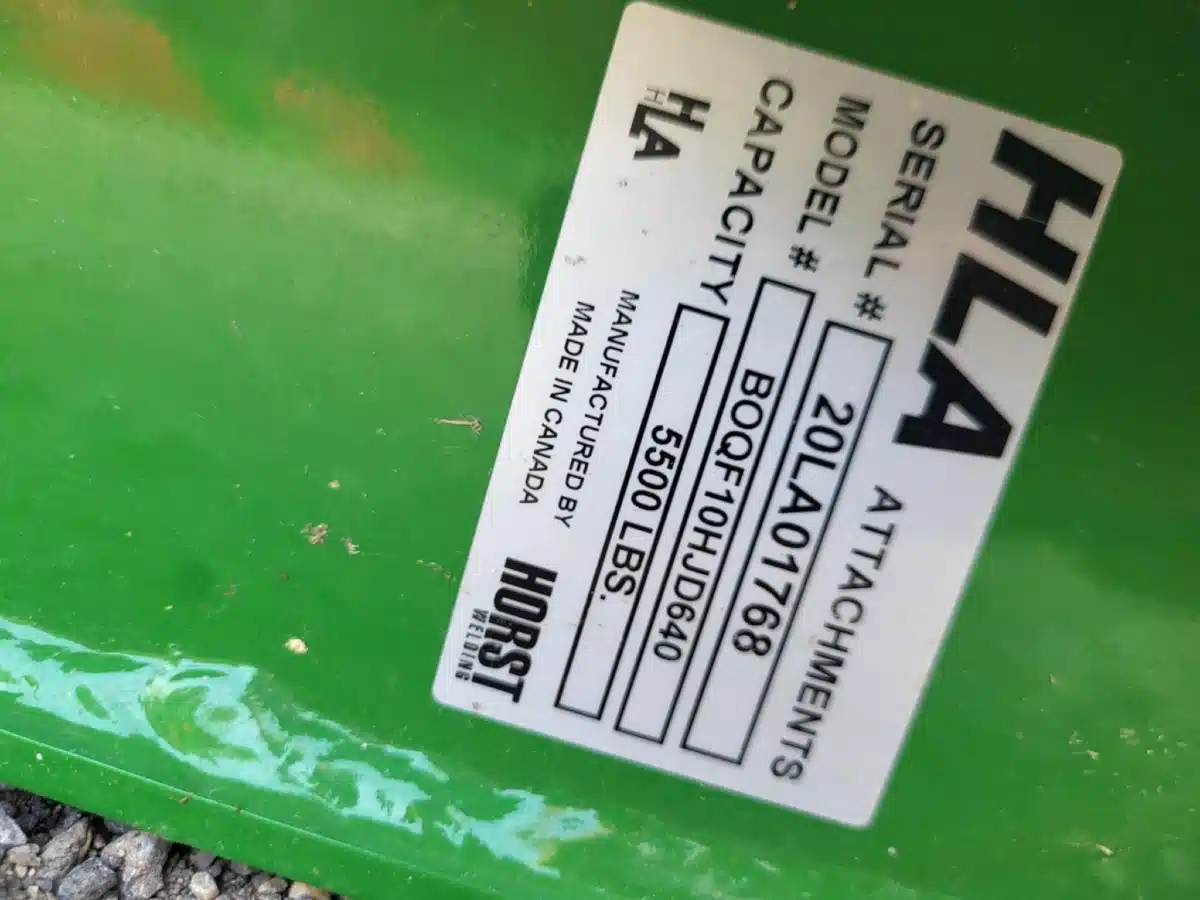 HLA ATTACHMENTS
SERIAL # 20LA01768
MODEL # BOQF10HJD640
CAPACITY 5500 LBS.
HLA
MANUFACTURED BY
MADE IN CANADA
HORST
WELDING